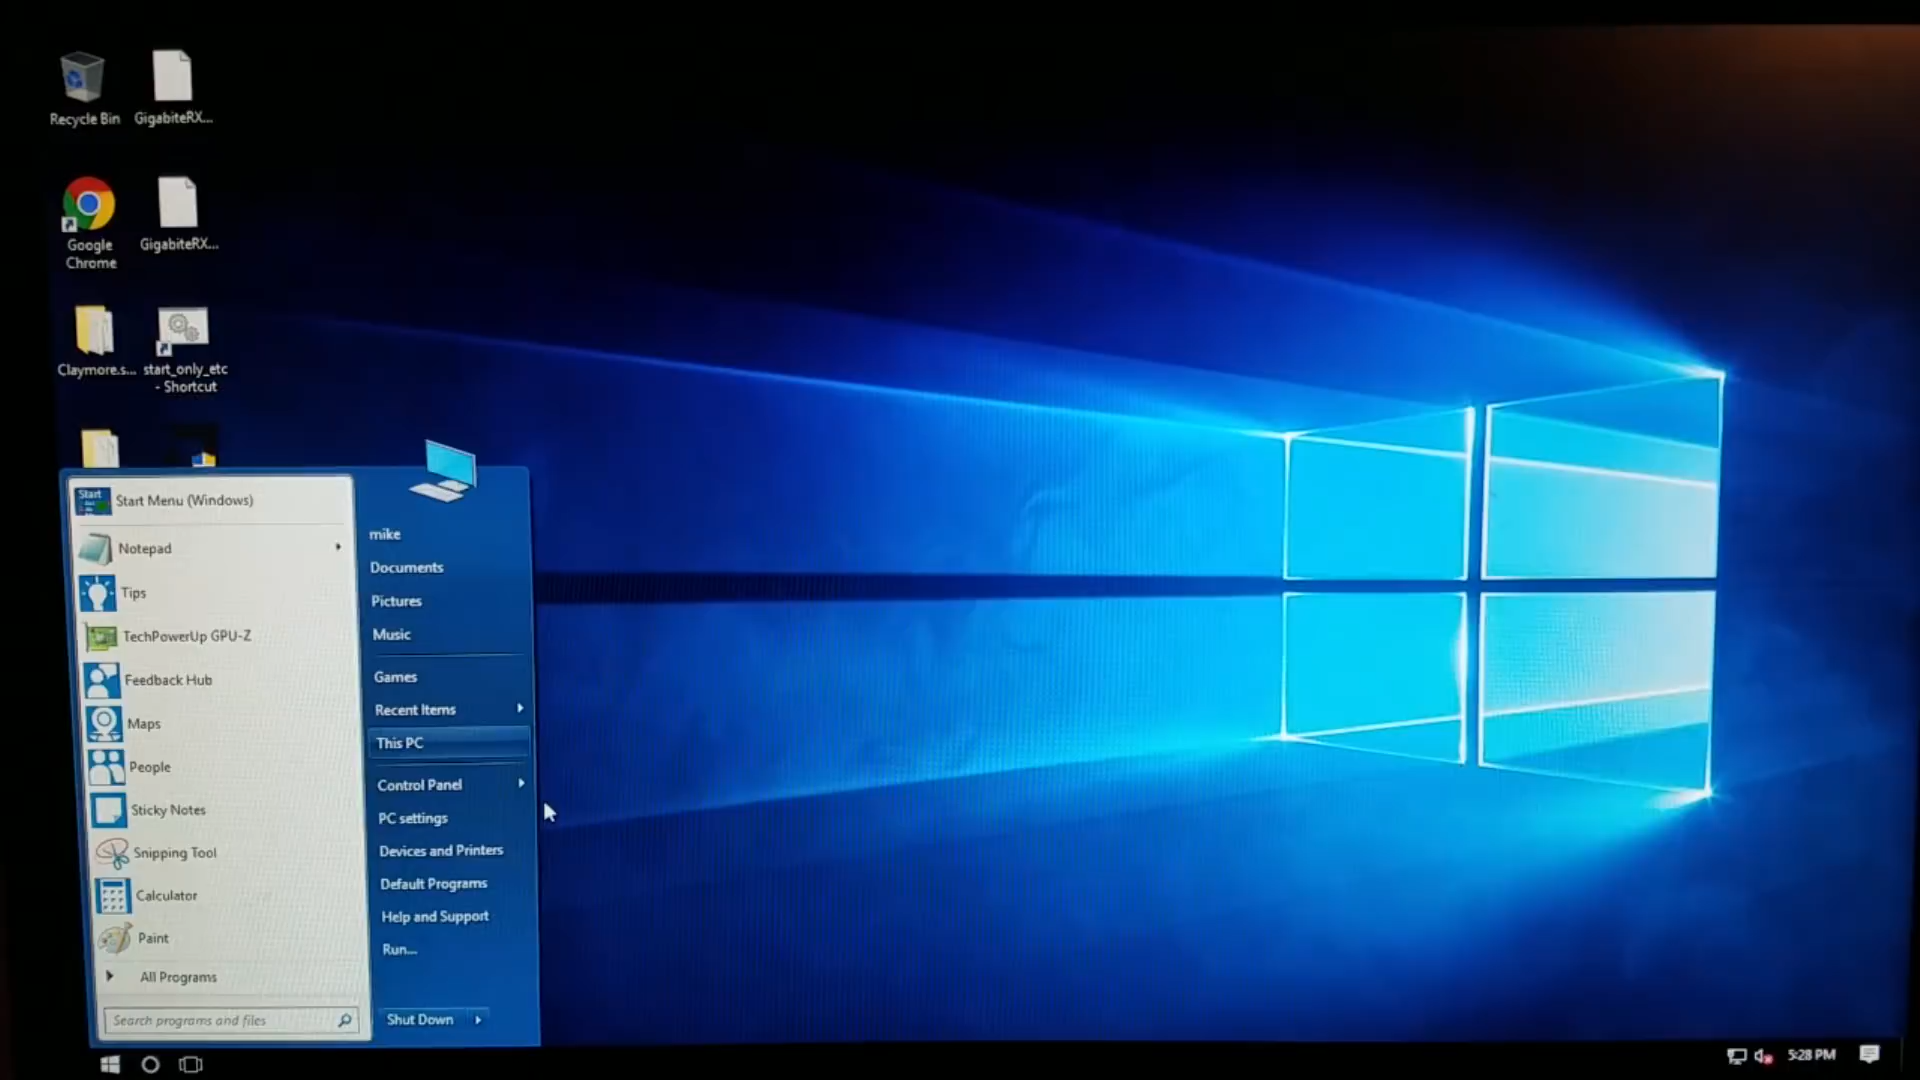 Recycle Bin
GigabiteRX...
Google
Chrome
GigabiteRX...
Claymore.s...
start_only_etc
- Shortcut
Start
Start Menu (Windows)
Notepad
Tips
TechPowerUp GPU-Z
Feedback Hub
Maps
People
Sticky Notes
Snipping Tool
Calculator
Paint
All Programs
Search programs and files
mike
Documents
Pictures
Music
Games
Recent Items
This PC
Control Panel
PC settings
Devices and Printers
Default Programs
Help and Support
Run...
Shut Down
5:28 PM